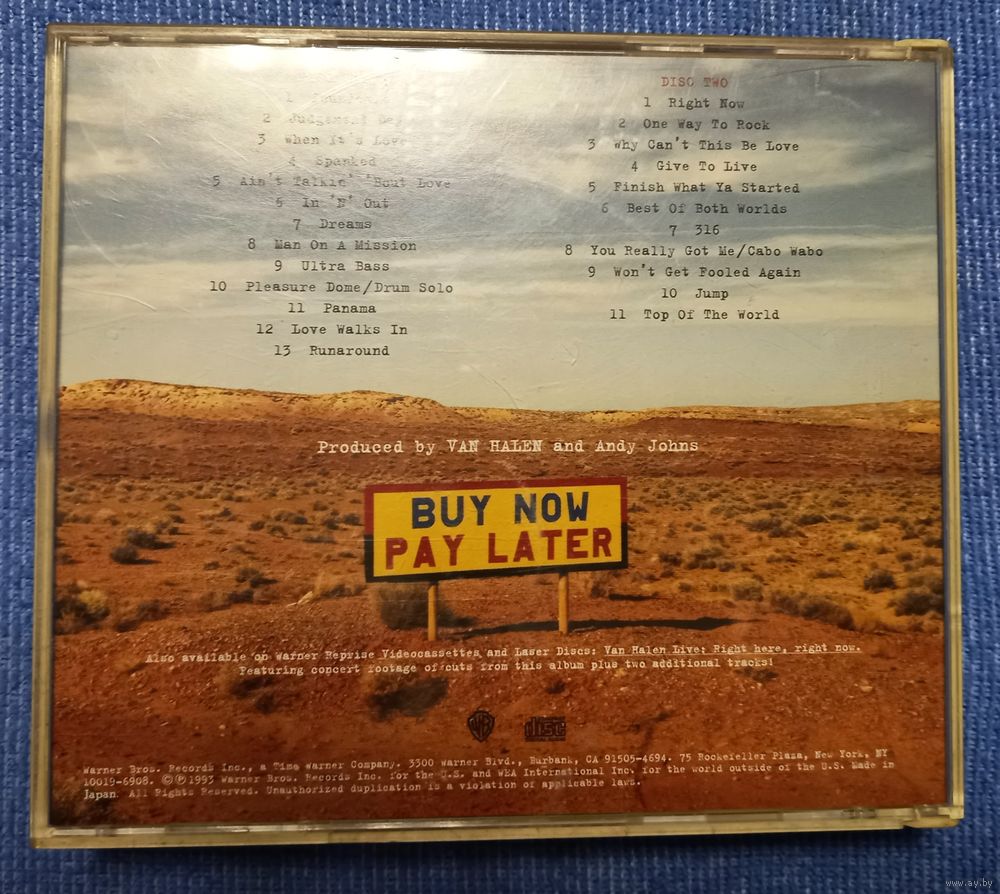 2 Judgement Day
3 When It's Love
4 Spanked
5 Ain't Talkin' 'Bout Love
6 In 'N' Out
7 Dreams
8 Man On A Mission
9 Ultra Bass
10 Pleasure Dome/Drum Solo
11 Panama
12 Love Walks In
13 Runaround
DISC TWO
1 Right Now
2 One Way To Rock
3 Why Can't This Be Love
4 Give To Live
5 Finish What Ya Started
6 Best Of Both Worlds
7 316
8 You Really Got Me/Cabo Wabo
9 Won't Get Fooled Again
10 Jump
11 Top Of The World
Produced by VAN HALEN and Andy Johns
BUY NOW
PAY LATER
Also available on Warner Reprise Videocassettes and Laser Discs: Van Halen Live: Right here, right now.
Featuring concert footage of cuts from this album plus two additional tracks!
WB
disc
Warner Bros. Records Inc., a Time Warner Company. 3300 Warner Blvd., Burbank, CA 91505-4694. 75 Rockefeller Plaza, New York, NY
10019-6908. ©℗1993 Warner Bros. Records Inc. for the U.S. and WEA International Inc. for the world outside of the U.S. Made in
Japan. All Rights Reserved. Unauthorized duplication is a violation of applicable laws.
www.ay.by